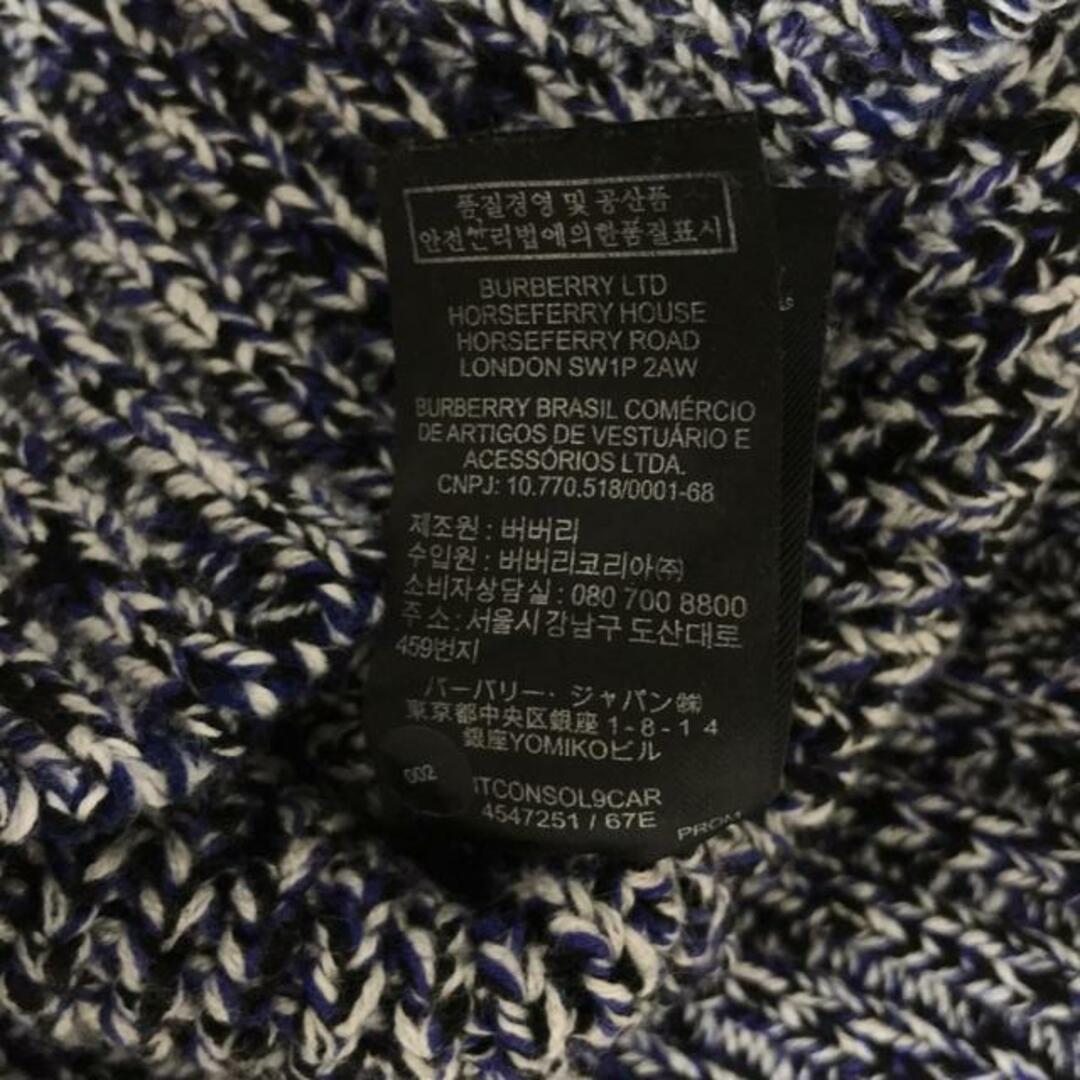 품질경영 및 공산품
안전관리법에의한품질표시
BURBERRY LTD
HORSEFERRY HOUSE
HORSEFERRY ROAD
LONDON SW1P 2AW
BURBERRY BRASIL COMÉRCIO
DE ARTIGOS DE VESTUÁRIO E
ACESSÓRIOS LTDA.
CNPJ: 10.770.518/0001-68
제조원 : 버버리
수입원 : 버버리코리아㈜
소비자상담실 : 080 700 8800
주소 : 서울시 강남구 도산대로
459번지
バーバリー・ジャパン㈱
東京都中央区銀座1-8-14
銀座YOMIKOビル
002
ITCONSOL9CAR
4547251 / 67E